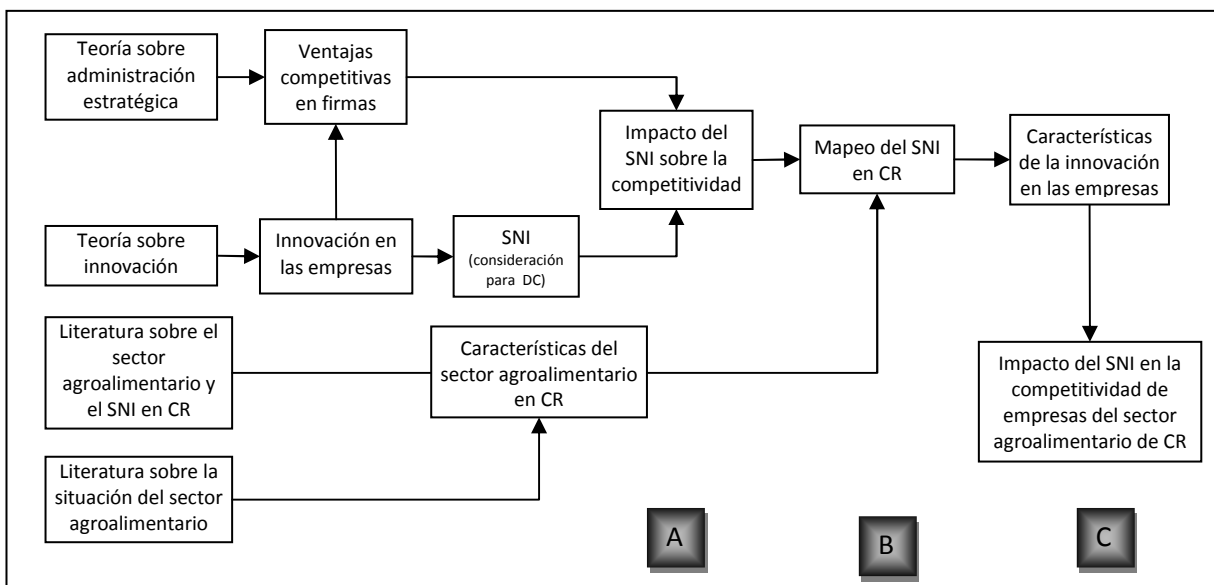 Teoría sobre
administración
estratégica
Ventajas
competitivas
en firmas
Impacto del
SNI sobre la
competitividad
Mapeo del SNI
en CR
Características
de la innovación
en las empresas
Teoría sobre
innovación
Innovación en
las empresas
SNI
(consideración
para DC)
Literatura sobre el
sector
agroalimentario y
el SNI en CR
Características del
sector agroalimentario
en CR
Impacto del SNI en la
competitividad de
empresas del sector
agroalimentario de CR
Literatura sobre la
situación del sector
agroalimentario
A
B
C